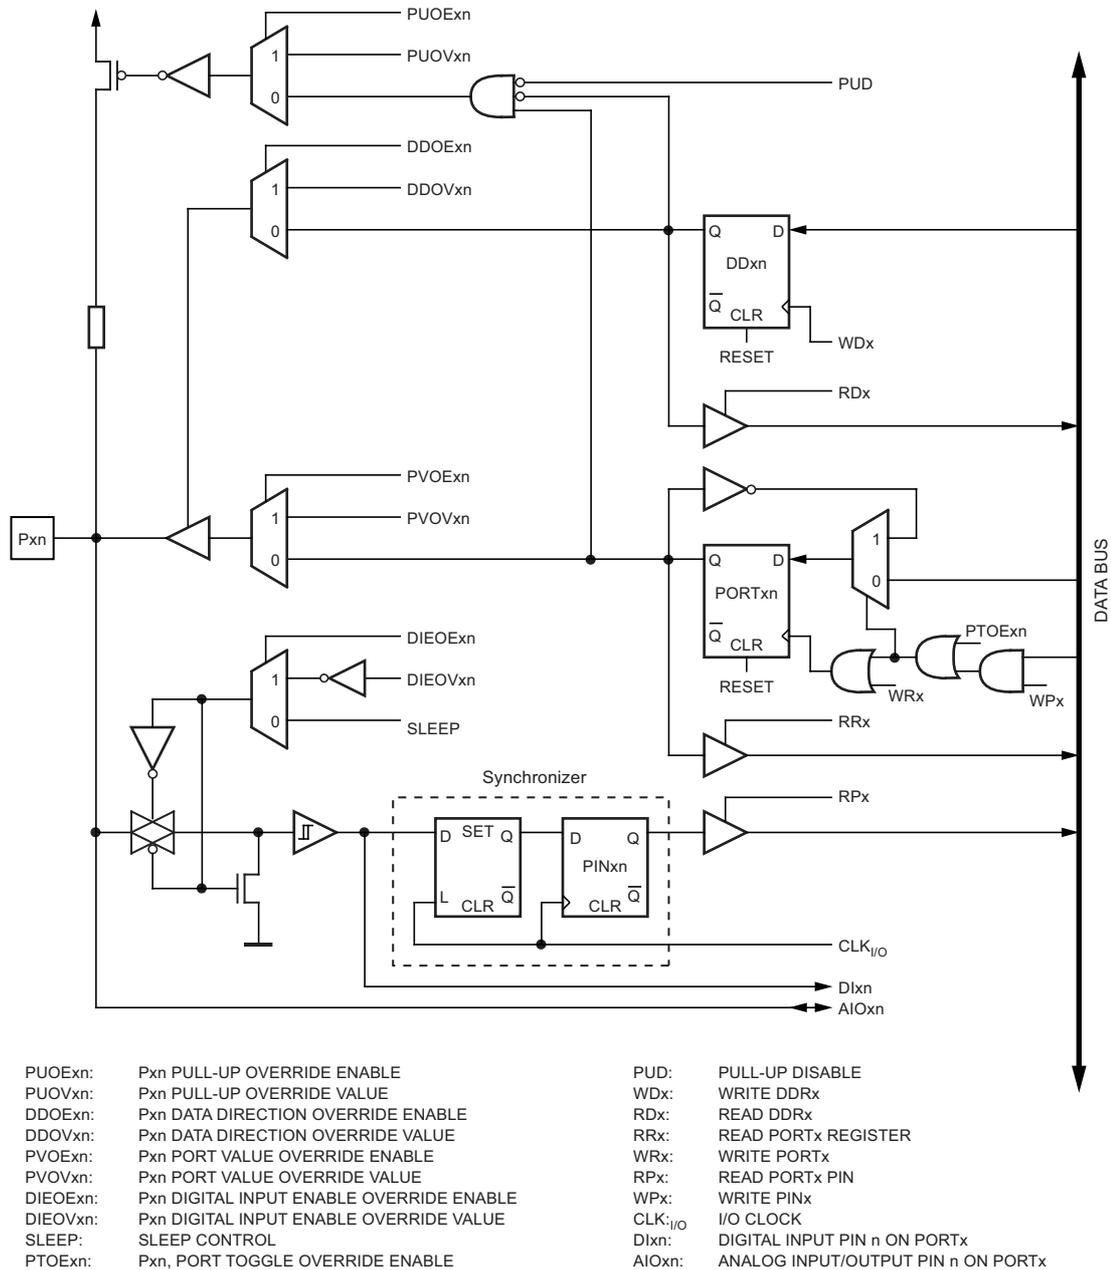 PUOExn
1
PUOVxn
0
PUD
DDOExn
1
DDOVxn
0
Q D
DDxn
Q
CLR
RESET
WDx
RDx
PVOExn
1
PVOVxn
0
Pxn
Q D
PORTxn
Q
CLR
RESET
1
0
PTOExn
WRx
WPx
DATA BUS
DIEOExn
1
DIEOVxn
0
SLEEP
RRx
Synchronizer
RPx
D SET Q
L
CLR
Q
D Q
PINxn
CLR
Q
CLKI/O
DIxn
AIOxn
PUOExn: Pxn PULL-UP OVERRIDE ENABLE
PUOVxn: Pxn PULL-UP OVERRIDE VALUE
DDOExn: Pxn DATA DIRECTION OVERRIDE ENABLE
DDOVxn: Pxn DATA DIRECTION OVERRIDE VALUE
PVOExn: Pxn PORT VALUE OVERRIDE ENABLE
PVOVxn: Pxn PORT VALUE OVERRIDE VALUE
DIEOExn: Pxn DIGITAL INPUT ENABLE OVERRIDE ENABLE
DIEOVxn: Pxn DIGITAL INPUT ENABLE OVERRIDE VALUE
SLEEP: SLEEP CONTROL
PTOExn: Pxn, PORT TOGGLE OVERRIDE ENABLE
PUD: PULL-UP DISABLE
WDx: WRITE DDRx
RDx: READ DDRx
RRx: READ PORTx REGISTER
WRx: WRITE PORTx
RPx: READ PORTx PIN
WPx: WRITE PINx
CLK:I/O I/O CLOCK
DIxn: DIGITAL INPUT PIN n ON PORTx
AIOxn: ANALOG INPUT/OUTPUT PIN n ON PORTx